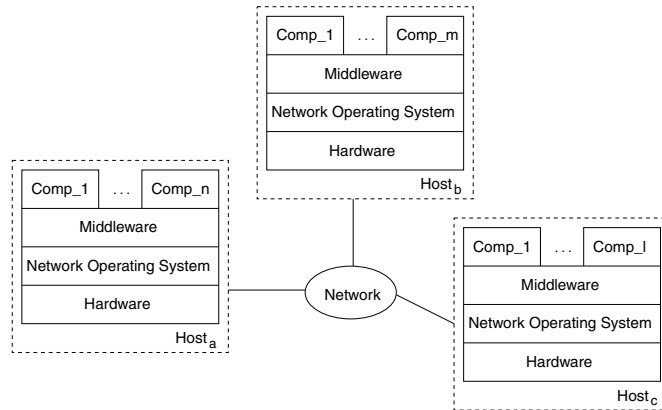 Comp_1 ... Comp_m
Middleware
Network Operating System
Hardware
Host_b
Comp_1 ... Comp_n
Middleware
Network Operating System
Hardware
Host_a
Network
Comp_1 ... Comp_l
Middleware
Network Operating System
Hardware
Host_c